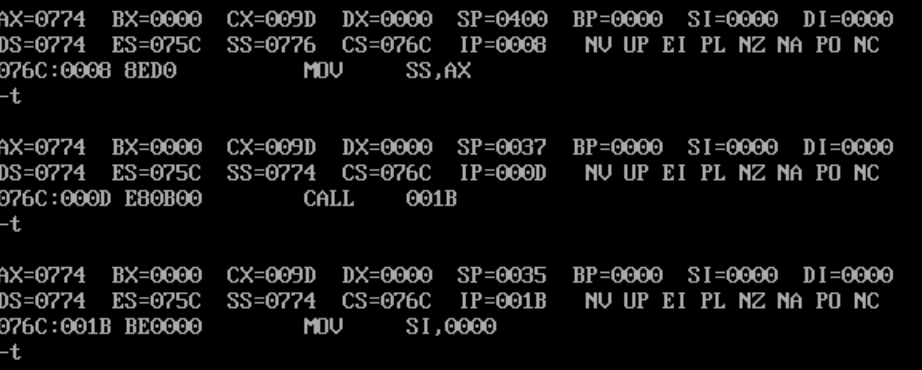 AX=0774 BX=0000 CX=009D DX=0000 SP=0400 BP=0000 SI=0000 DI=0000
DS=0774 ES=075C SS=0776 CS=076C IP=0008 NV UP EI PL NZ NA PO NC
076C:0008 8ED0 MOV SS,AX
-t
AX=0774 BX=0000 CX=009D DX=0000 SP=0037 BP=0000 SI=0000 DI=0000
DS=0774 ES=075C SS=0774 CS=076C IP=000D NV UP EI PL NZ NA PO NC
076C:000D E80B00 CALL 001B
-t
AX=0774 BX=0000 CX=009D DX=0000 SP=0035 BP=0000 SI=0000 DI=0000
DS=0774 ES=075C SS=0774 CS=076C IP=001B NV UP EI PL NZ NA PO NC
076C:001B BE0000 MOV SI,0000
-t